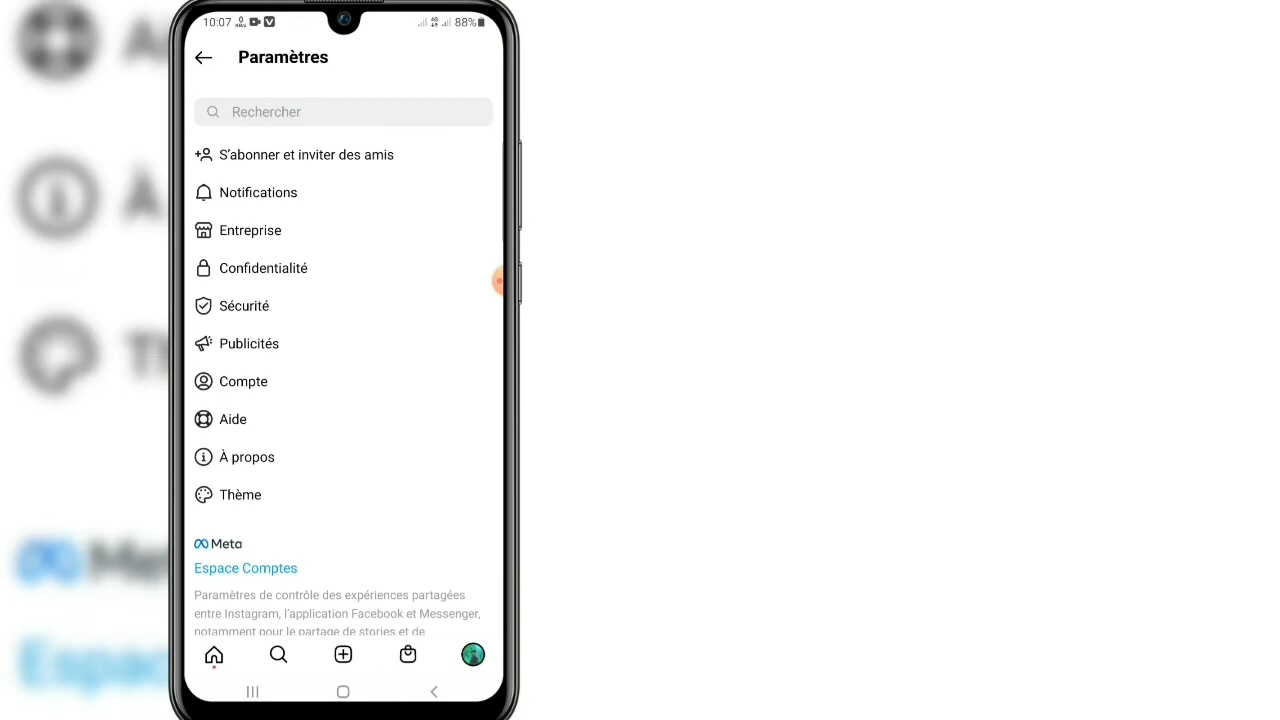 10:07
88%
Paramètres
Rechercher
S'abonner et inviter des amis
Notifications
Entreprise
Confidentialité
Sécurité
Publicités
Compte
Aide
À propos
Thème
Meta
Espace Comptes
Paramètres de contrôle des expériences partagées
entre Instagram, l'application Facebook et Messenger,
notamment pour le partage de stories et de